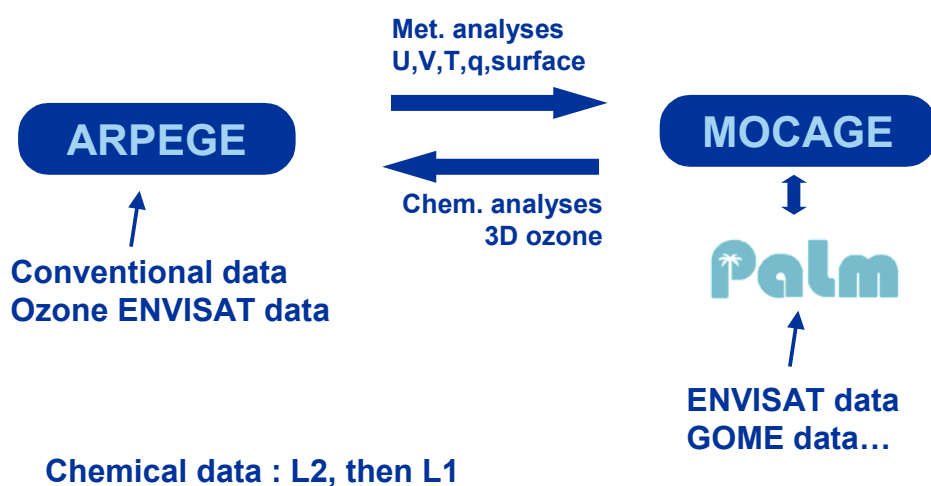 Met. analyses
U,V,T,q,surface
ARPEGE
MOCAGE
Chem. analyses
3D ozone
Conventional data
Ozone ENVISAT data
PaLm
ENVISAT data
GOME data…
Chemical data : L2, then L1